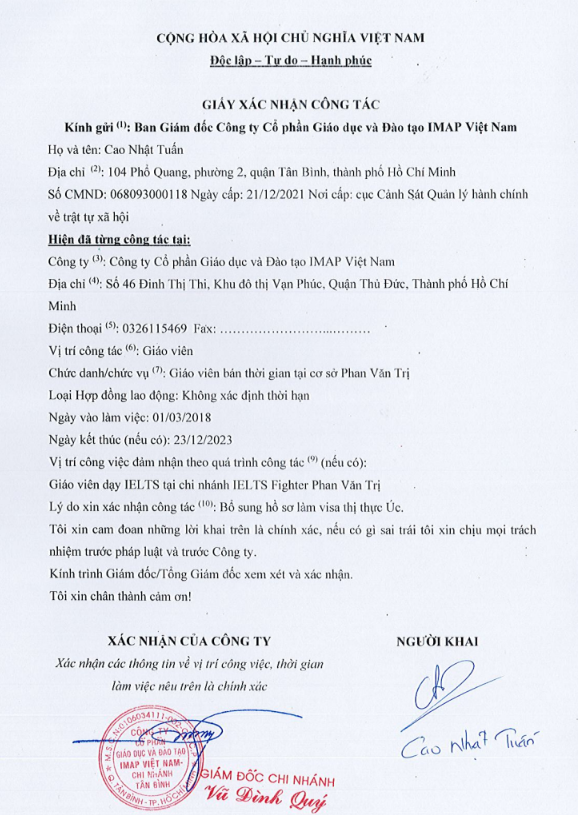 CỘNG HÒA XÃ HỘI CHỦ NGHĨA VIỆT NAM
Độc lập – Tự do – Hạnh phúc
GIẤY XÁC NHẬN CÔNG TÁC
Kính gửi (1): Ban Giám đốc Công ty Cổ phần Giáo dục và Đào tạo IMAP Việt Nam
Họ và tên: Cao Nhật Tuấn
Địa chỉ (2): 104 Phổ Quang, phường 2, quận Tân Bình, thành phố Hồ Chí Minh
Số CMND: 068093000118 Ngày cấp: 21/12/2021 Nơi cấp: cục Cảnh Sát Quản lý hành chính
về trật tự xã hội
Hiện đã từng công tác tại:
Công ty (3): Công ty Cổ phần Giáo dục và Đào tạo IMAP Việt Nam
Địa chỉ (4): Số 46 Đinh Thị Thi, Khu đô thị Vạn Phúc, Quận Thủ Đức, Thành phố Hồ Chí
Minh
Điện thoại (5): 0326115469 Fax: ……………………..………
Vị trí công tác (6): Giáo viên
Chức danh/chức vụ (7): Giáo viên bán thời gian tại cơ sở Phan Văn Trị
Loại Hợp đồng lao động: Không xác định thời hạn
Ngày vào làm việc: 01/03/2018
Ngày kết thúc (nếu có): 23/12/2023
Vị trí công việc đảm nhận theo quá trình công tác (9) (nếu có):
Giáo viên dạy IELTS tại chi nhánh IELTS Fighter Phan Văn Trị
Lý do xin xác nhận công tác (10): Bổ sung hồ sơ làm visa thị thực Úc.
Tôi xin cam đoan những lời khai trên là chính xác, nếu có gì sai trái tôi xin chịu mọi trách
nhiệm trước pháp luật và trước Công ty.
Kính trình Giám đốc/Tổng Giám đốc xem xét và xác nhận.
Tôi xin chân thành cảm ơn!
XÁC NHẬN CỦA CÔNG TY
Xác nhận các thông tin về vị trí công việc, thời gian
làm việc nêu trên là chính xác
NGƯỜI KHAI
Cao Nhật Tuấn
CÔNG TY
CỔ PHẦN
GIÁO DỤC VÀ ĐÀO TẠO
IMAP VIỆT NAM-
CHI NHÁNH
TÂN BÌNH
Q. TÂN BÌNH - TP. HỒ CHÍ MINH
GIÁM ĐỐC CHI NHÁNH
Vũ Đình Quý